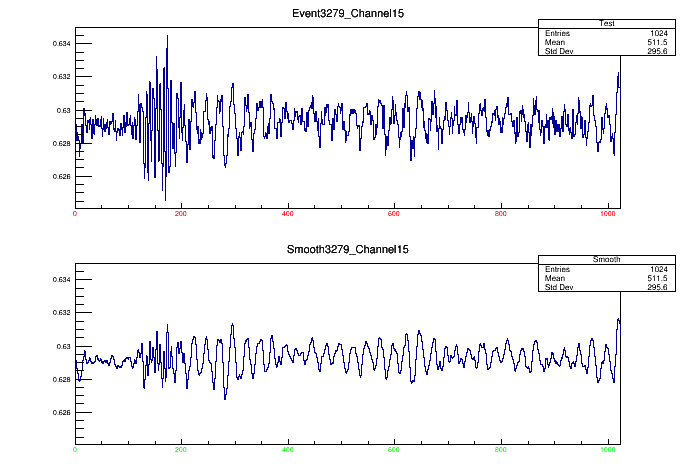 Event3279_Channel15
Test
Entries 1024
Mean 511.5
Std Dev 295.6
0.634
0.632
0.63
0.628
0.626
0 200 400 600 800 1000
Smooth3279_Channel15
Smooth
Entries 1024
Mean 511.5
Std Dev 295.6
0.634
0.632
0.63
0.628
0.626
0 200 400 600 800 1000